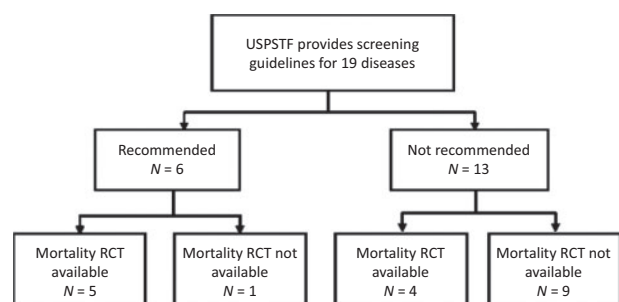 USPSTF provides screening
guidelines for 19 diseases
Recommended
N = 6
Not recommended
N = 13
Mortality RCT
available
N = 5
Mortality RCT not
available
N = 1
Mortality RCT
available
N = 4
Mortality RCT not
available
N = 9